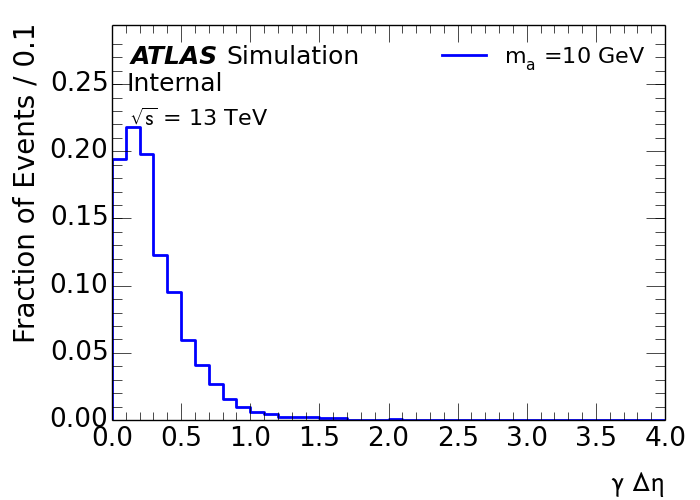 Fraction of Events / 0.1
ATLAS Simulation
Internal
√s = 13 TeV
mₐ =10 GeV
0.25
0.20
0.15
0.10
0.05
0.00
0.0 0.5 1.0 1.5 2.0 2.5 3.0 3.5 4.0
γ Δη